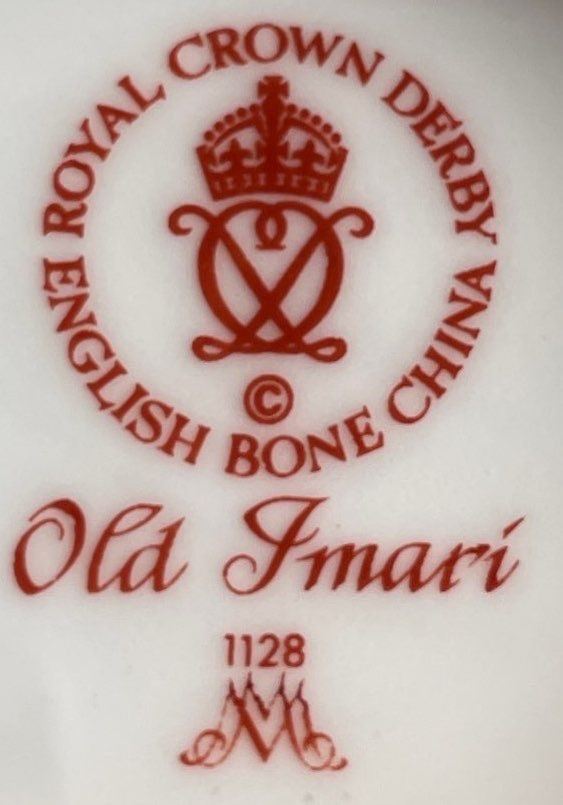 ROYAL CROWN DERBY
ENGLISH BONE CHINA
©
Old Imari
1128